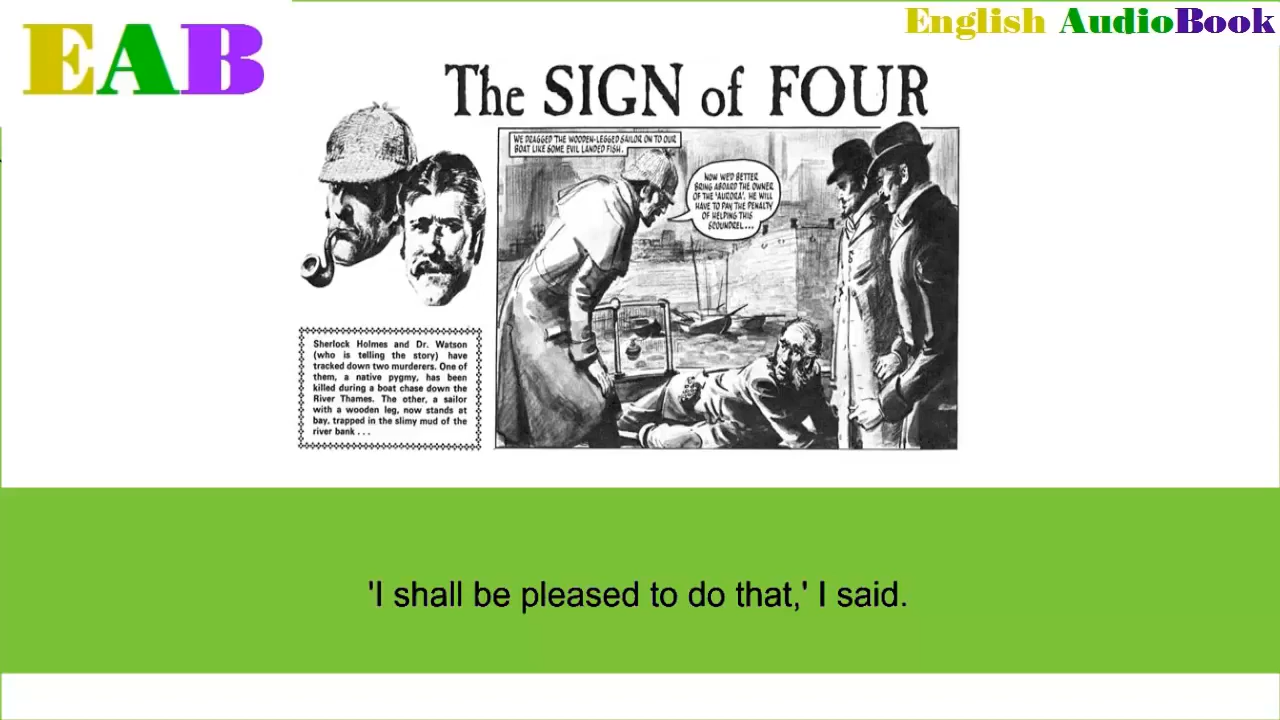 EAB
English AudioBook
The SIGN of FOUR
WE DRAGGED THE WOODEN-LEGGED SAILOR ON TO OUR
BOAT LIKE SOME EVIL LANDED FISH.
NOW WE'D BETTER
BRING ABOARD THE OWNER
OF THE 'AURORA'. HE WILL
HAVE TO PAY THE PENALTY
OF HELPING THIS
SCOUNDREL...
Sherlock Holmes and Dr. Watson
(who is telling the story) have
tracked down two murderers. One of
them, a native pygmy, has been
killed during a boat chase down the
River Thames. The other, a sailor
with a wooden leg, now stands at
bay, trapped in the slimy mud of the
river bank . . .
'I shall be pleased to do that,' I said.